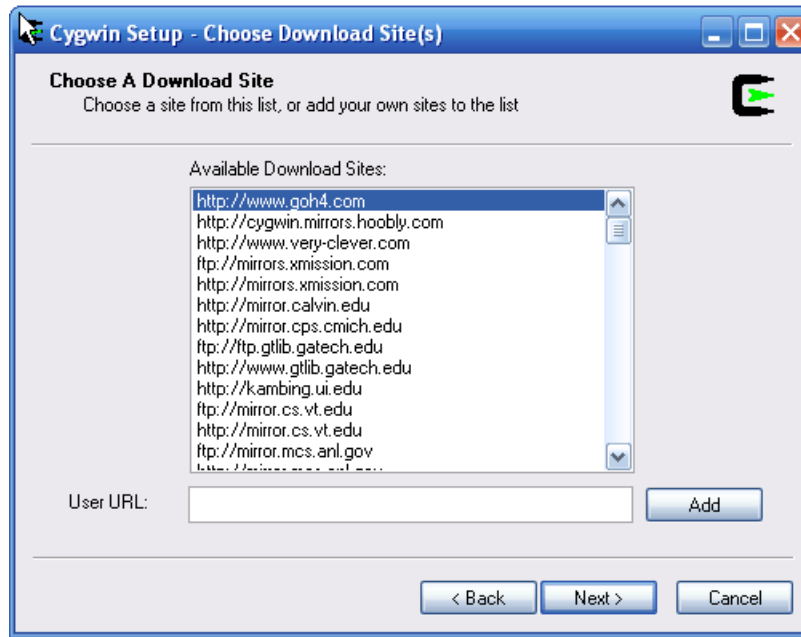 Cygwin Setup - Choose Download Site(s)
Choose A Download Site
Choose a site from this list, or add your own sites to the list
Available Download Sites:
http://www.goh4.com
http://cygwin.mirrors.hoobly.com
http://www.very-clever.com
ftp://mirrors.xmission.com
http://mirrors.xmission.com
http://mirror.calvin.edu
http://mirror.cps.cmich.edu
ftp://ftp.gtlib.gatech.edu
http://www.gtlib.gatech.edu
http://kambing.ui.edu
ftp://mirror.cs.vt.edu
http://mirror.cs.vt.edu
ftp://mirror.mcs.anl.gov
User URL:
Add
< Back
Next >
Cancel